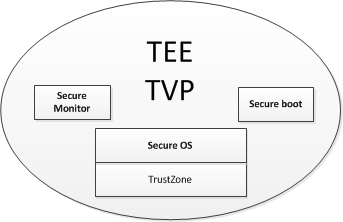 TEE
TVP
Secure
Monitor
Secure boot
Secure OS
TrustZone